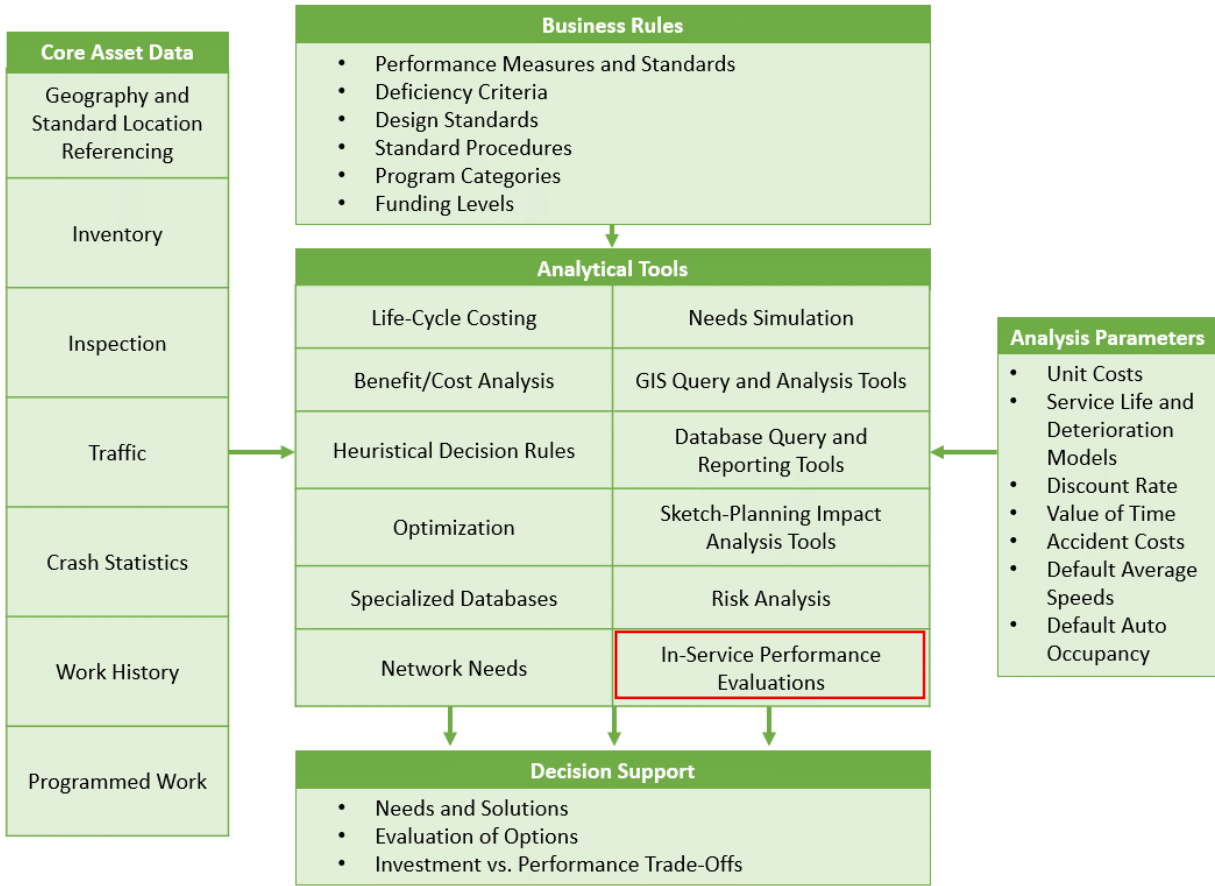 Core Asset Data
Geography and
Standard Location
Referencing
Inventory
Inspection
Traffic
Crash Statistics
Work History
Programmed Work
Business Rules
• Performance Measures and Standards
• Deficiency Criteria
• Design Standards
• Standard Procedures
• Program Categories
• Funding Levels
Analytical Tools
Life-Cycle Costing
Needs Simulation
Benefit/Cost Analysis
GIS Query and Analysis Tools
Heuristical Decision Rules
Database Query and
Reporting Tools
Optimization
Sketch-Planning Impact
Analysis Tools
Specialized Databases
Risk Analysis
Network Needs
In-Service Performance
Evaluations
Analysis Parameters
• Unit Costs
• Service Life and
Deterioration
Models
• Discount Rate
• Value of Time
• Accident Costs
• Default Average
Speeds
• Default Auto
Occupancy
Decision Support
• Needs and Solutions
• Evaluation of Options
• Investment vs. Performance Trade-Offs